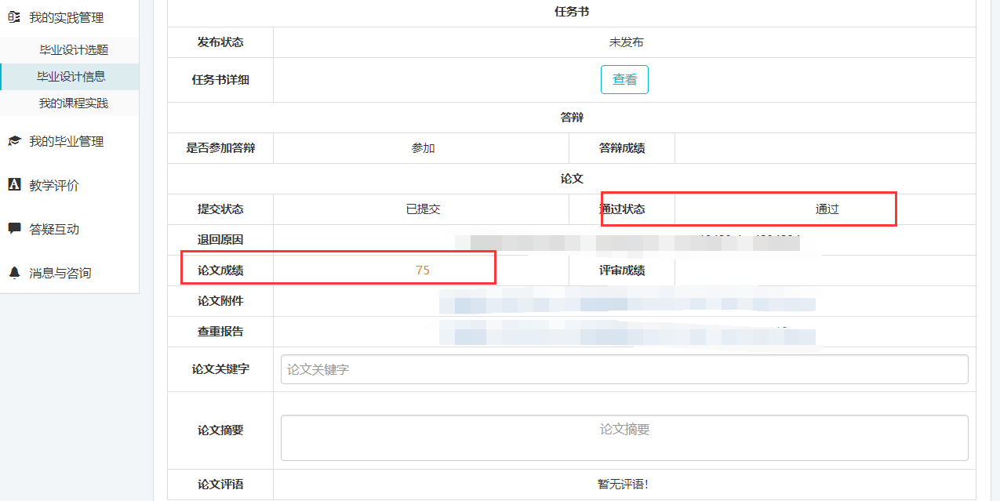 我的实践管理
毕业设计选题
毕业设计信息
我的课程实践
我的毕业管理
教学评价
答疑互动
消息与咨询
任务书
发布状态 未发布
任务书详细 查看
答辩
是否参加答辩 参加 答辩成绩
论文
提交状态 已提交 通过状态 通过
退回原因
论文成绩 75 评审成绩
论文附件
查重报告
论文关键字 论文关键字
论文摘要 论文摘要
论文评语 暂无评语!